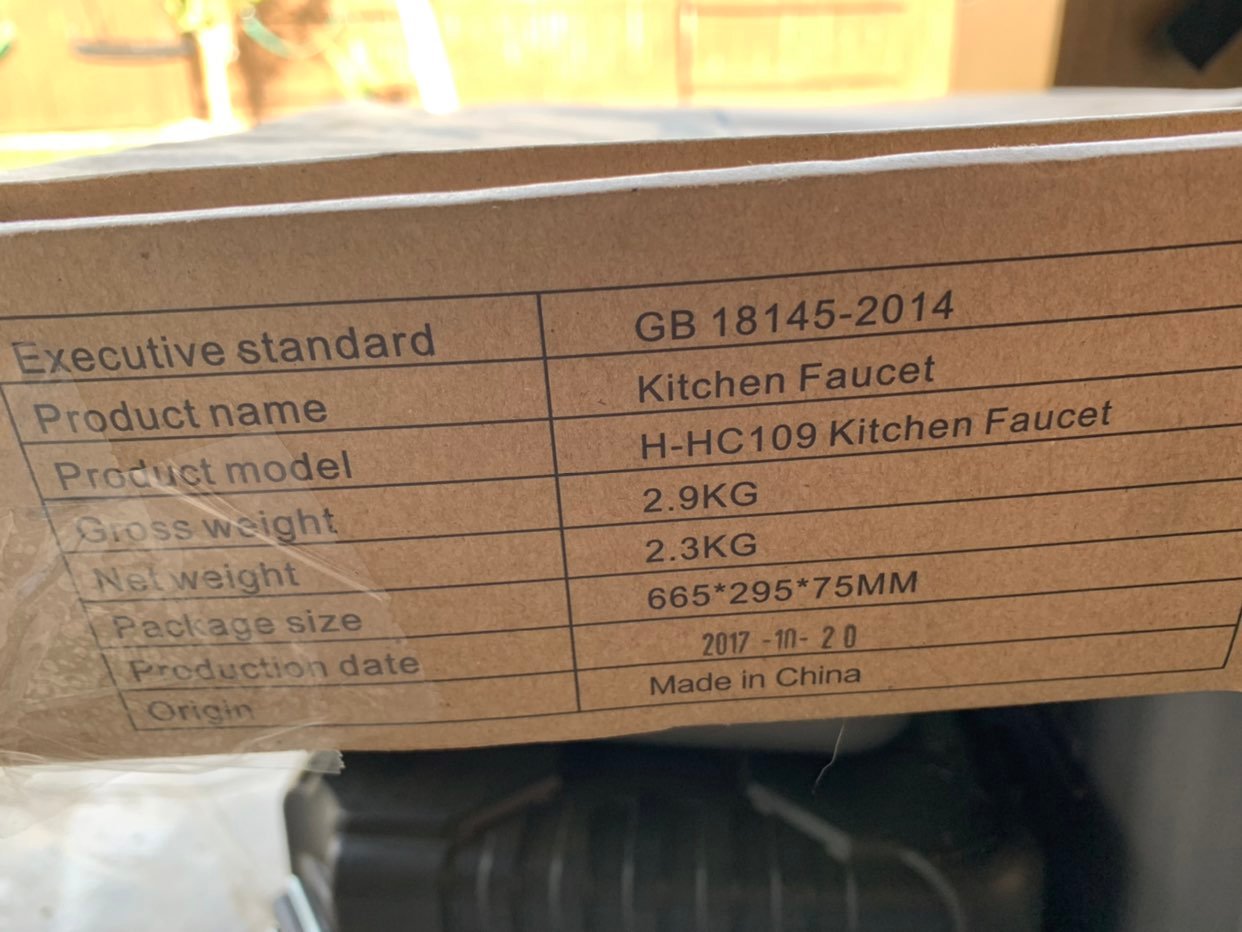 Executive standard GB 18145-2014
Product name Kitchen Faucet
Product model H-HC109 Kitchen Faucet
Gross weight 2.9KG
Net weight 2.3KG
Package size 665*295*75MM
Production date 2017 -10- 20
Origin Made in China